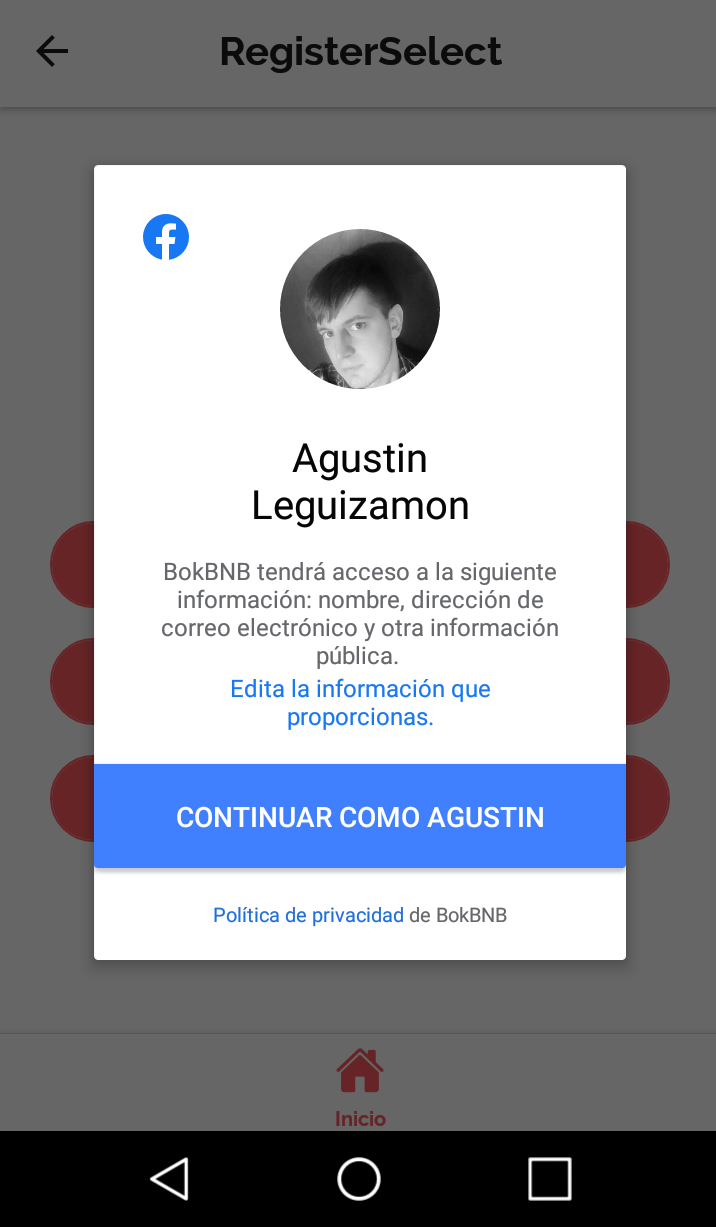 RegisterSelect
Agustin
Leguizamon
BokBNB tendrá acceso a la siguiente
información: nombre, dirección de
correo electrónico y otra información
pública.
Edita la información que
proporcionas.
CONTINUAR COMO AGUSTIN
Política de privacidad de BokBNB
Inicio